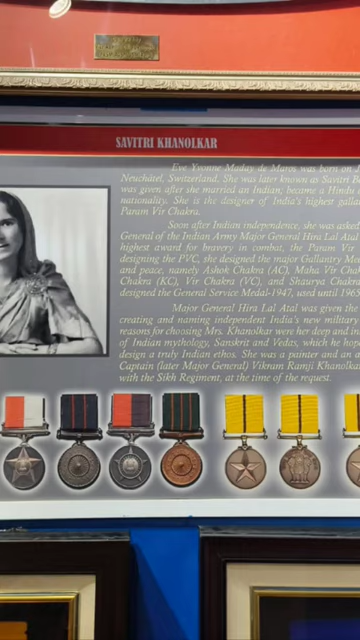 SAVITRI KHANOLKAR
Eve Yvonne Maday de Maros was born on J
Neuchâtel, Switzerland. She was later known as Savitri B
was given after she married an Indian, became a Hindu
nationality. She is the designer of India's highest galla
Param Vir Chakra.
Soon after Indian independence, she was asked
General of the Indian Army Major General Hira Lal Atal
highest award for bravery in combat, the Param Vir
designing the PVC, she designed the major Gallantry Med
and peace, namely Ashok Chakra (AC), Maha Vir Chak
Chakra (KC), Vir Chakra (VC), and Shaurya Chakra
designed the General Service Medal-1947, used until 1965
Major General Hira Lal Atal was given the
creating and naming independent India's new military
reasons for choosing Mrs. Khanolkar were her deep and in
of Indian mythology, Sanskrit and Vedas, which he hope
design a truly Indian ethos. She was a painter and an a
Captain (later Major General) Vikram Ramji Khanolka
with the Sikh Regiment, at the time of the request.